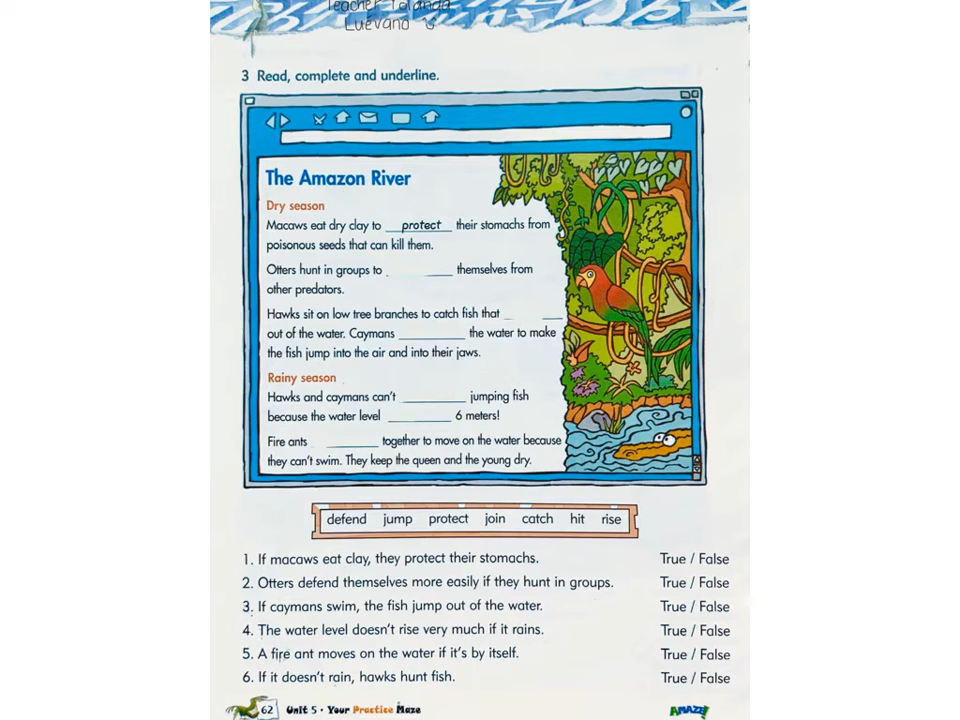 Teacher Yolanda
Luévano
3 Read, complete and underline.
The Amazon River
Dry season
Macaws eat dry clay to protect their stomachs from
poisonous seeds that can kill them.
Otters hunt in groups to ________ themselves from
other predators.
Hawks sit on low tree branches to catch fish that ________
out of the water. Caymans ________ the water to make
the fish jump into the air and into their jaws.
Rainy season
Hawks and caymans can't ________ jumping fish
because the water level ________ 6 meters!
Fire ants ________ together to move on the water because
they can't swim. They keep the queen and the young dry.
defend jump protect join catch hit rise
1. If macaws eat clay, they protect their stomachs. True / False
2. Otters defend themselves more easily if they hunt in groups. True / False
3. If caymans swim, the fish jump out of the water. True / False
4. The water level doesn't rise very much if it rains. True / False
5. A fire ant moves on the water if it's by itself. True / False
6. If it doesn't rain, hawks hunt fish. True / False
62 Unit 5 · Your Practice Maze
AMAZE!